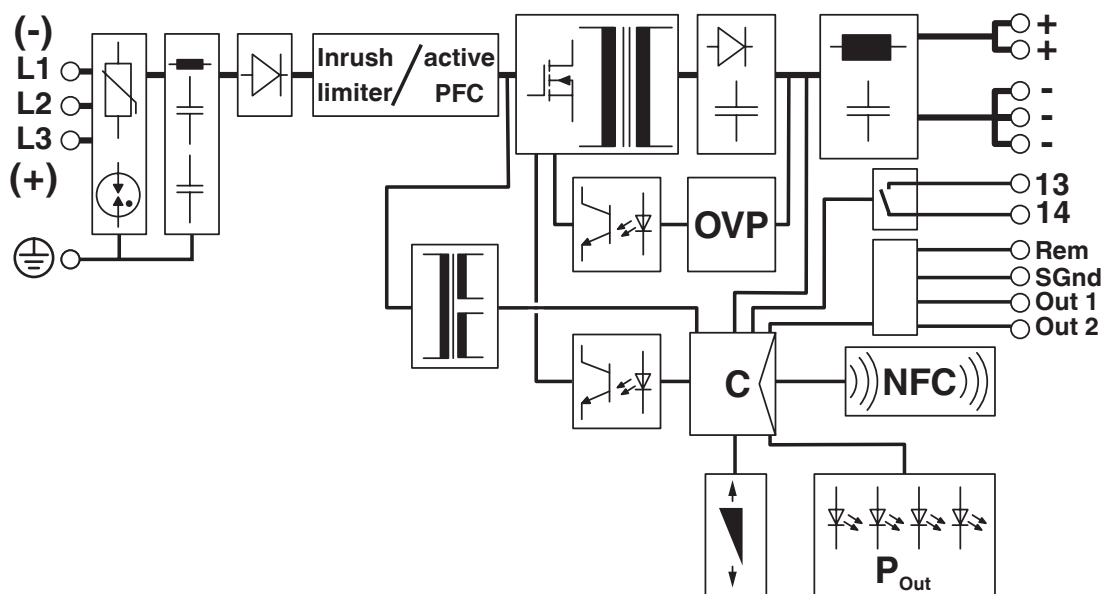 (-)
L1
L2
L3
(+)
Inrush
limiter/
active
PFC
+
+
-
-
-
13
14
OVP
Rem
SGnd
Out 1
Out 2
C
NFC
POut